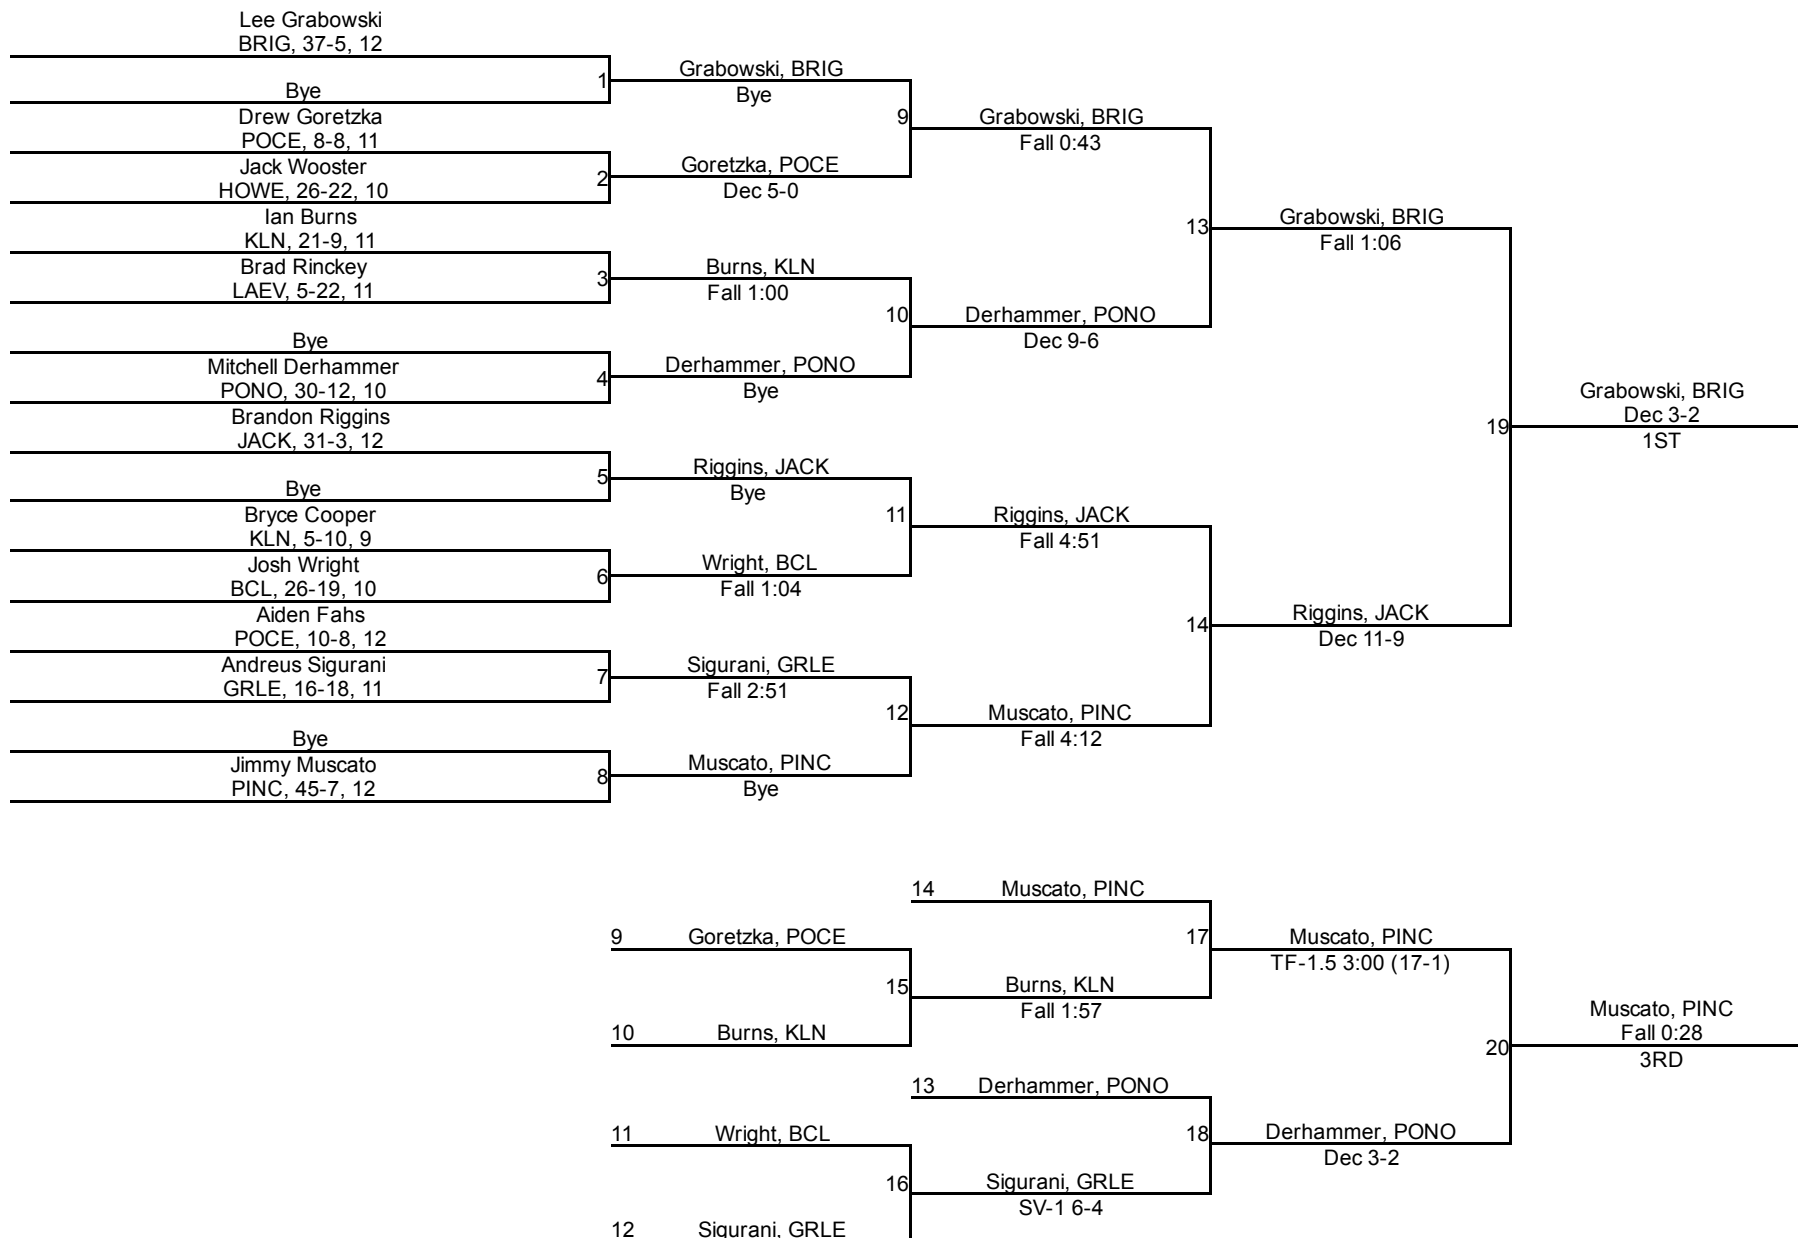 Lee Grabowski
BRIG, 37-5, 12
Bye
1
Drew Goretzka
POCE, 8-8, 11
Jack Wooster
HOWE, 26-22, 10
2
Ian Burns
KLN, 21-9, 11
Brad Rinckey
LAEV, 5-22, 11
3
Bye
Mitchell Derhammer
PONO, 30-12, 10
4
Brandon Riggins
JACK, 31-3, 12
Bye
5
Bryce Cooper
KLN, 5-10, 9
Josh Wright
BCL, 26-19, 10
6
Aiden Fahs
POCE, 10-8, 12
Andreus Sigurani
GRLE, 16-18, 11
7
Bye
Jimmy Muscato
PINC, 45-7, 12
8
Grabowski, BRIG
Bye
9
Goretzka, POCE
Dec 5-0
Burns, KLN
Fall 1:00
10
Derhammer, PONO
Bye
Riggins, JACK
Bye
11
Wright, BCL
Fall 1:04
Sigurani, GRLE
Fall 2:51
12
Muscato, PINC
Bye
Grabowski, BRIG
Fall 0:43
13
Derhammer, PONO
Dec 9-6
Riggins, JACK
Fall 4:51
14
Muscato, PINC
Fall 4:12
Grabowski, BRIG
Fall 1:06
19
Riggins, JACK
Dec 11-9
Grabowski, BRIG
Dec 3-2
1ST
14 Muscato, PINC
9 Goretzka, POCE
15
10 Burns, KLN
Burns, KLN
Fall 1:57
17
Muscato, PINC
TF-1.5 3:00 (17-1)
13 Derhammer, PONO
11 Wright, BCL
16
12 Sigurani, GRLE
Sigurani, GRLE
SV-1 6-4
18
Derhammer, PONO
Dec 3-2
20
Muscato, PINC
Fall 0:28
3RD